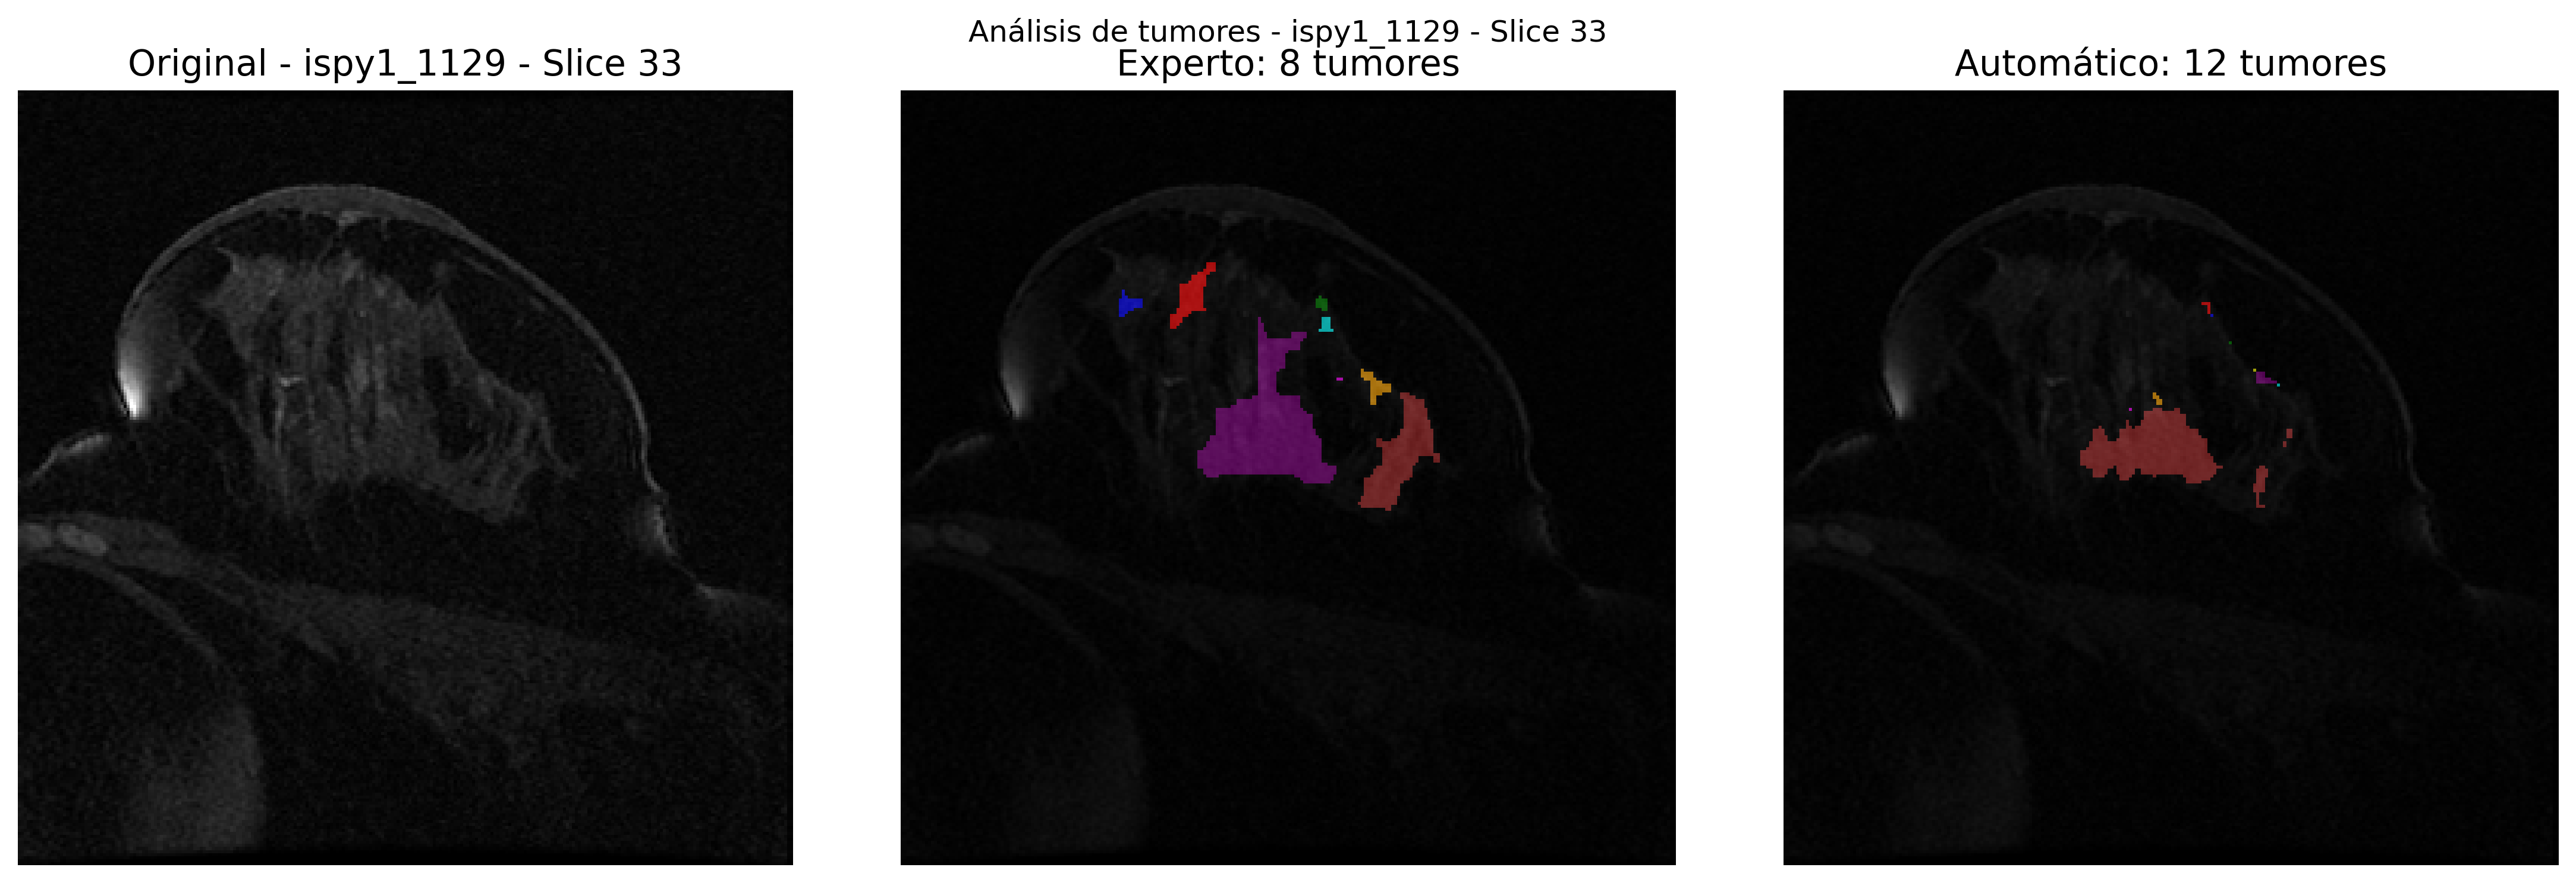 Análisis de tumores - ispy1_1129 - Slice 33
Original - ispy1_1129 - Slice 33
Experto: 8 tumores
Automático: 12 tumores